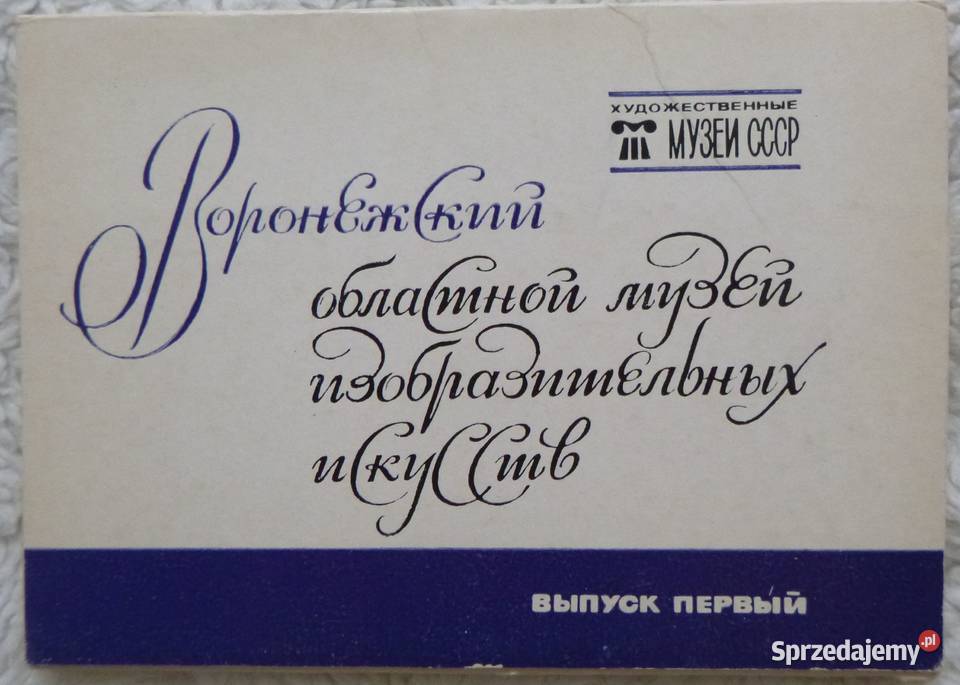 ХУДОЖЕСТВЕННЫЕ
МУЗЕИ СССР
Воронежский
областной музей
изобразительных
искусств
ВЫПУСК ПЕРВЫЙ
Sprzedajemy.pl